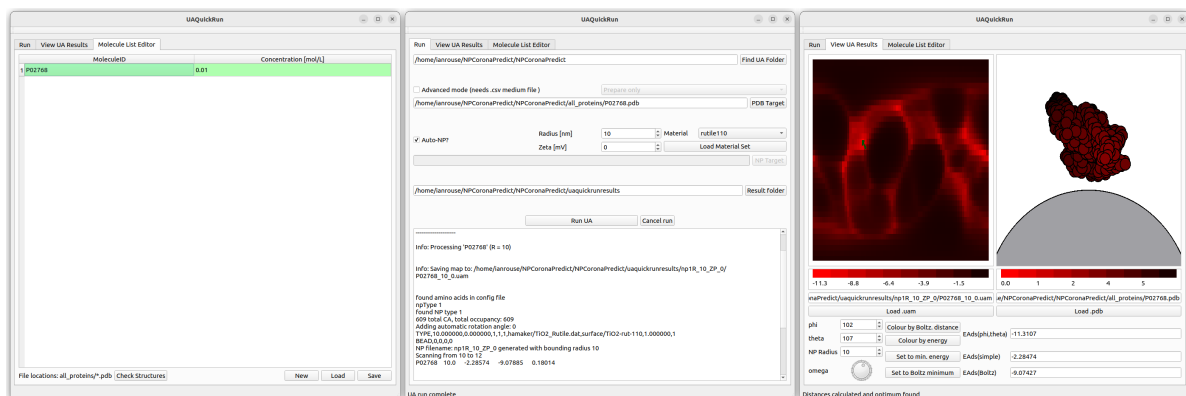 UAQuickRun
Run View UA Results Molecule List Editor
MoleculeID Concentration [mol/L]
1 P02768 0.01
File locations: all_proteins/*.pdb Check Structures New Load Save
UAQuickRun
Run View UA Results Molecule List Editor
/home/ianrouse/NPCoronaPredict/NPCoronaPredict Find UA Folder
Advanced mode (needs .csv medium file ) Prepare only
/home/ianrouse/NPCoronaPredict/NPCoronaPredict/all_proteins/P02768.pdb PDB Target
Auto-NP? Radius [nm] 10 Material rutile110
Zeta [mV] 0 Load Material Set
NP Target
/home/ianrouse/NPCoronaPredict/NPCoronaPredict/uaquickrunresults Result folder
Run UA Cancel run
--------------------
Info: Processing 'P02768' (R = 10)
Info: Saving map to: /home/ianrouse/NPCoronaPredict/NPCoronaPredict/uaquickrunresults/np1R_10_ZP_0/
P02768_10_0.uam
found amino acids in config file
npType 1
found NP type 1
609 total CA, total occupancy: 609
Adding automatic rotation angle: 0
TYPE,10.000000,0.000000,1,1,1,hamaker/TiO2_Rutile.dat,surface/TiO2-rut-110,1.000000,1
BEAD,0,0,0,0
NP filename: np1R_10_ZP_0 generated with bounding radius 10
Scanning from 10 to 12
P02768 10.0 -2.28574 -9.07885 0.18014
UA run complete
UAQuickRun
Run View UA Results Molecule List Editor
-11.3 -8.8 -6.4 -3.9 -1.5
0.0 1 2 4 5
onaPredict/uaquickrunresults/np1R_10_ZP_0/P02768_10_0.uam
e/NPCoronaPredict/NPCoronaPredict/all_proteins/P02768.pdb
Load .uam Load .pdb
phi 102 Colour by Boltz. distance EAds(phi,theta) -11.3107
theta 107 Colour by energy
NP Radius 10 Set to min. energy EAds(simple) -2.28474
omega Set to Boltz minimum EAds(Boltz) -9.07427
Distances calculated and optimum found